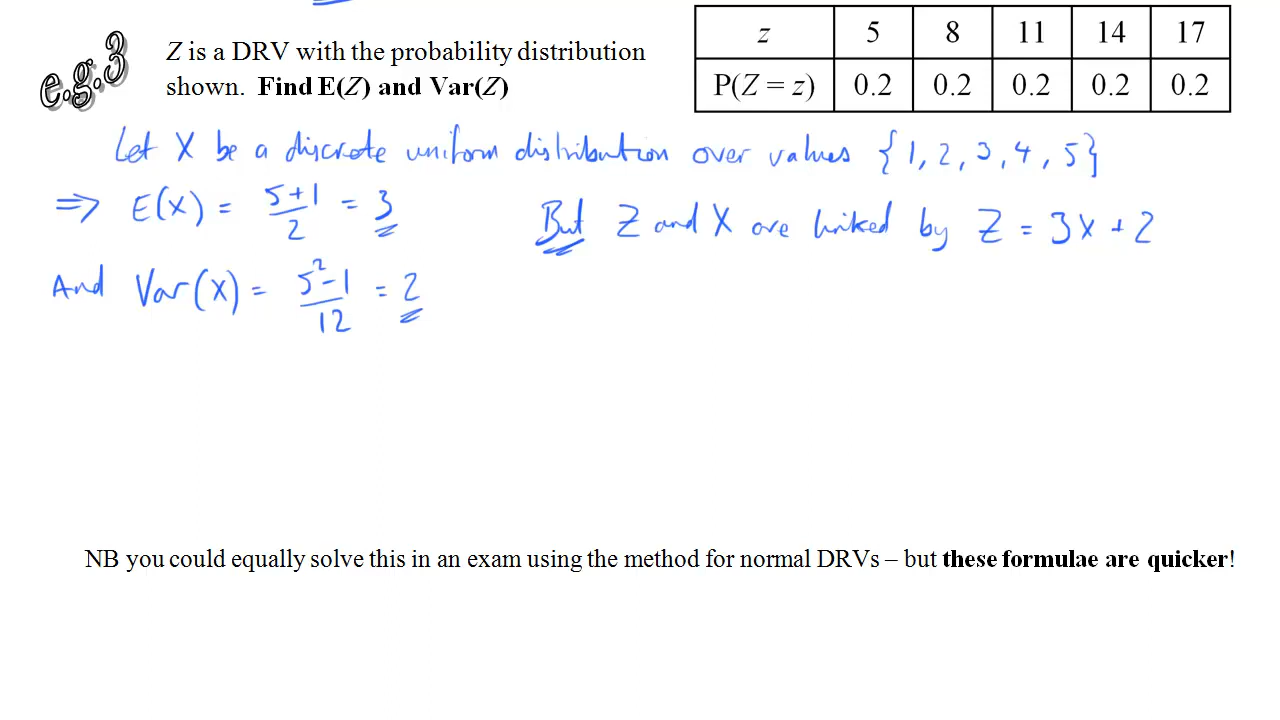 e.g.3
Z is a DRV with the probability distribution
shown. Find E(Z) and Var(Z)
z 5 8 11 14 17
P(Z = z) 0.2 0.2 0.2 0.2 0.2
Let X be a discrete uniform distribution over values {1, 2, 3, 4, 5}
⇒ E(X) = (5+1)/2 = 3
But Z and X are linked by Z = 3X + 2
And Var(X) = (5²-1)/12 = 2
NB you could equally solve this in an exam using the method for normal DRVs – but these formulae are quicker!